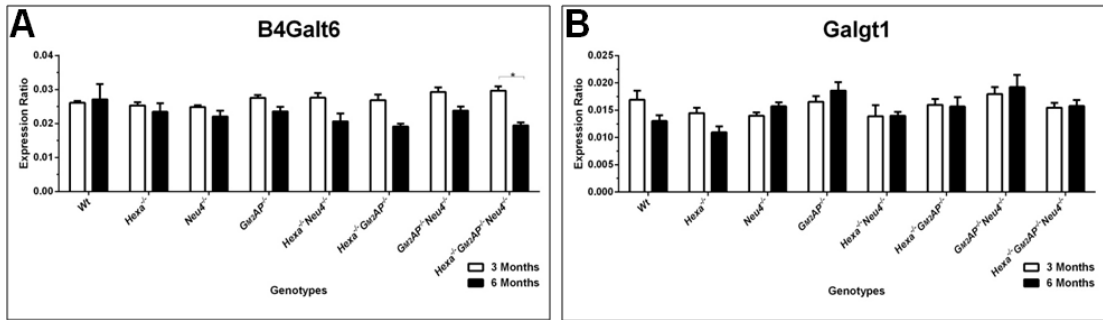 A
B4Galt6
Expression Ratio
0.04
0.03
0.02
0.01
0.00
*
Wt
Hexa-/-
Neu4-/-
GM2AP-/-
Hexa-/-Neu4-/-
Hexa-/-GM2AP-/-
GM2AP-/-Neu4-/-
Hexa-/-GM2AP-/-Neu4-/-
3 Months
6 Months
Genotypes
B
Galgt1
Expression Ratio
0.025
0.020
0.015
0.010
0.005
0.000
Wt
Hexa-/-
Neu4-/-
GM2AP-/-
Hexa-/-Neu4-/-
Hexa-/-GM2AP-/-
GM2AP-/-Neu4-/-
Hexa-/-GM2AP-/-Neu4-/-
3 Months
6 Months
Genotypes